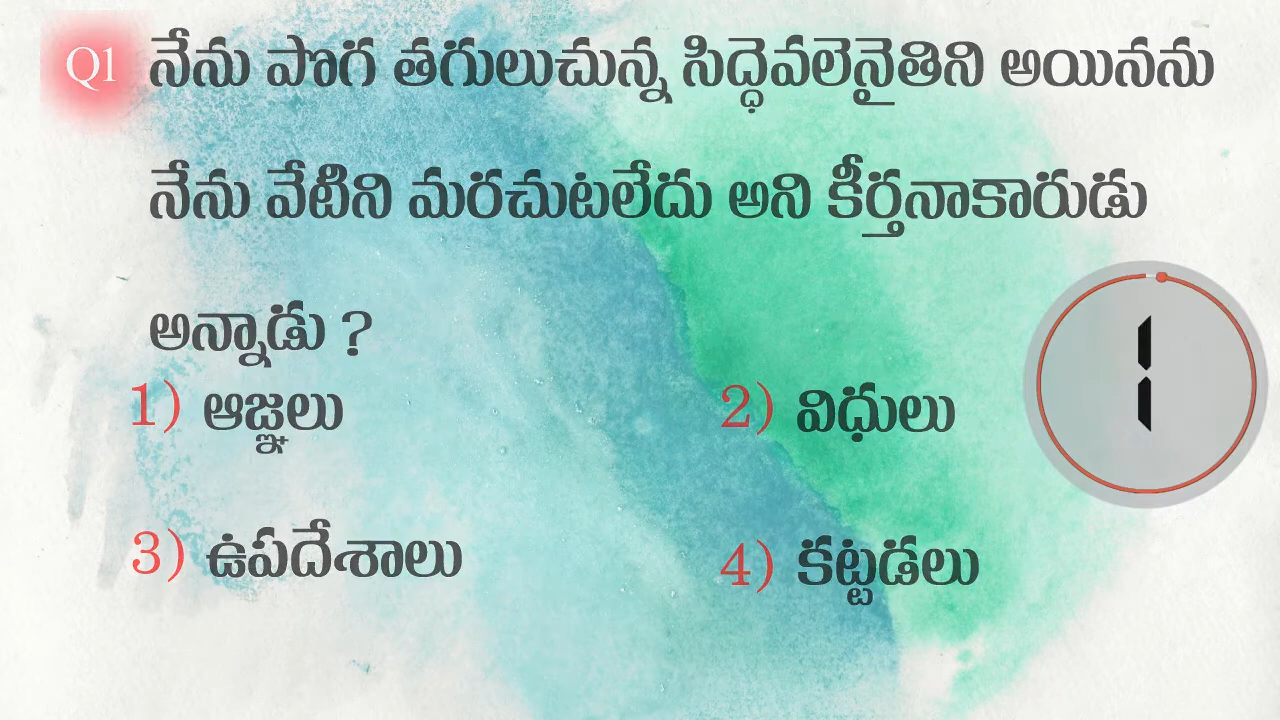 Q1 నేను పొగ తగులుచున్న సిద్దెవలెనైతిని అయినను
నేను వేటిని మరచుటలేదు అని కీర్తనాకారుడు
అన్నాడు ?
1) ఆజ్ఞలు
2) విధులు
1
3) ఉపదేశాలు
4) కట్టడలు